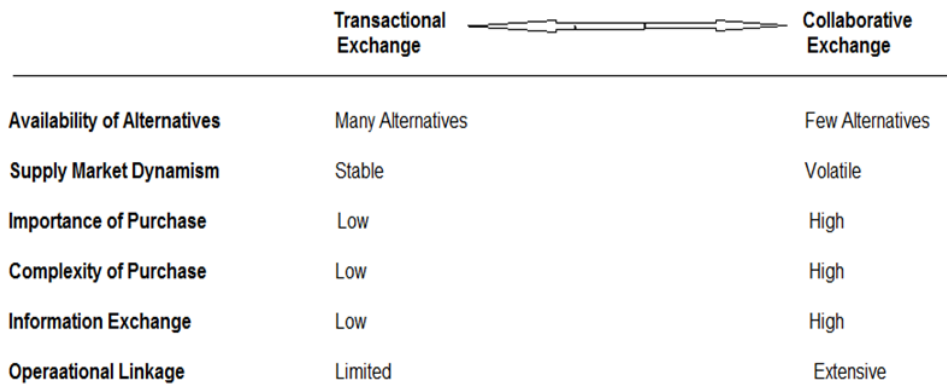 Transactional Exchange Collaborative Exchange
Availability of Alternatives Many Alternatives Few Alternatives
Supply Market Dynamism Stable Volatile
Importance of Purchase Low High
Complexity of Purchase Low High
Information Exchange Low High
Operaational Linkage Limited Extensive